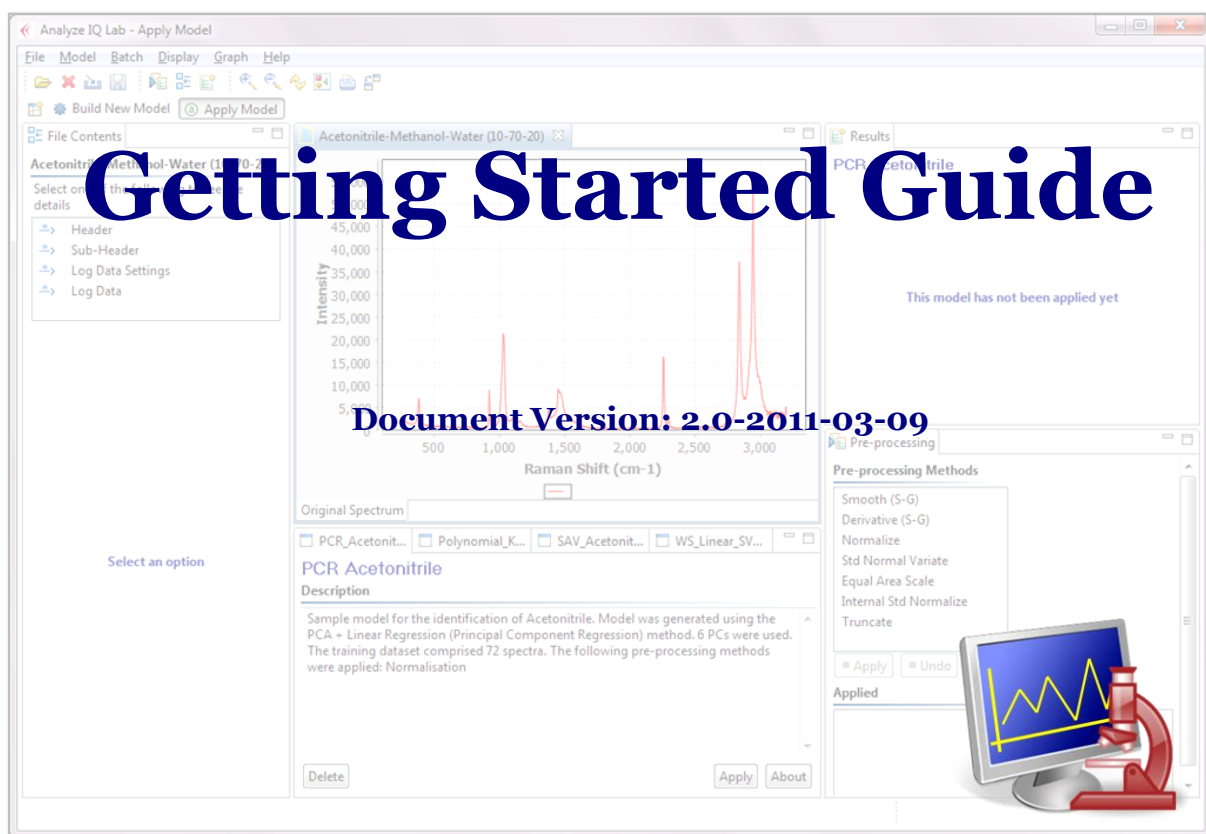 Analyze IQ Lab - Apply Model
File Model Batch Display Graph Help
Build New Model Apply Model
File Contents
Acetonitrile-Methanol-Water (10-70-2
Select one of the following to see the
details
Header
Sub-Header
Log Data Settings
Log Data
Select an option
Acetonitrile-Methanol-Water (10-70-20)
Getting Started Guide
45,000
40,000
35,000
30,000
25,000
20,000
15,000
10,000
5,000
0
Intensity
Document Version: 2.0-2011-03-09
500 1,000 1,500 2,000 2,500 3,000
Raman Shift (cm-1)
Original Spectrum
PCR_Acetonit... Polynomial_K... SAV_Acetonit... WS_Linear_SV...
PCR Acetonitrile
Description
Sample model for the identification of Acetonitrile. Model was generated using the
PCA + Linear Regression (Principal Component Regression) method. 6 PCs were used.
The training dataset comprised 72 spectra. The following pre-processing methods
were applied: Normalisation
Delete Apply About
Results
PCR Acetonitrile
This model has not been applied yet
Pre-processing
Pre-processing Methods
Smooth (S-G)
Derivative (S-G)
Normalize
Std Normal Variate
Equal Area Scale
Internal Std Normalize
Truncate
Apply Undo
Applied